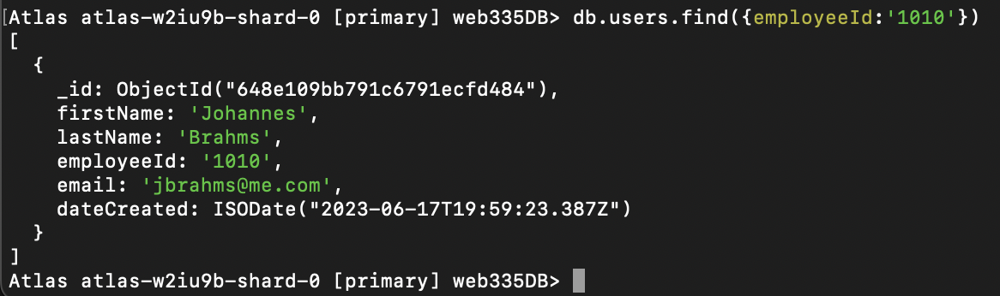 [Atlas atlas-w2iu9b-shard-0 [primary] web335DB> db.users.find({employeeId:'1010'})
[
  {
    _id: ObjectId("648e109bb791c6791ecfd484"),
    firstName: 'Johannes',
    lastName: 'Brahms',
    employeeId: '1010',
    email: 'jbrahms@me.com',
    dateCreated: ISODate("2023-06-17T19:59:23.387Z")
  }
]
Atlas atlas-w2iu9b-shard-0 [primary] web335DB>